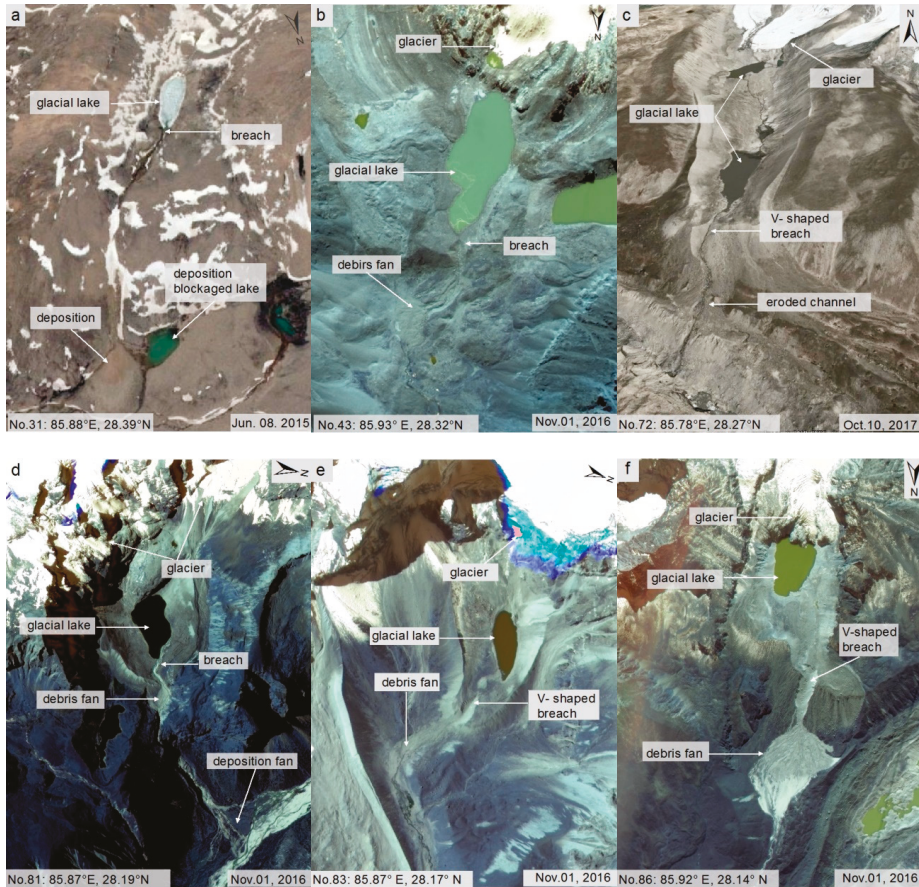 a
N
glacial lake
breach
deposition
blockaged lake
deposition
No.31: 85.88°E, 28.39°N
Jun. 08. 2015
b
N
glacier
glacial lake
breach
debirs fan
No.43: 85.93° E, 28.32° N
Nov.01, 2016
c
N
glacier
glacial lake
V- shaped
breach
eroded channel
No.72: 85.78°E, 28.27°N
Oct.10, 2017
d
N
glacier
glacial lake
breach
debris fan
deposition fan
No.81: 85.87° E, 28.19° N
Nov.01, 2016
e
N
glacier
glacial lake
debris fan
V- shaped
breach
No.83: 85.87° E, 28.17° N
Nov.01, 2016
f
N
glacier
glacial lake
V-shaped
breach
debris fan
No.86: 85.92° E, 28.14° N
Nov.01, 2016